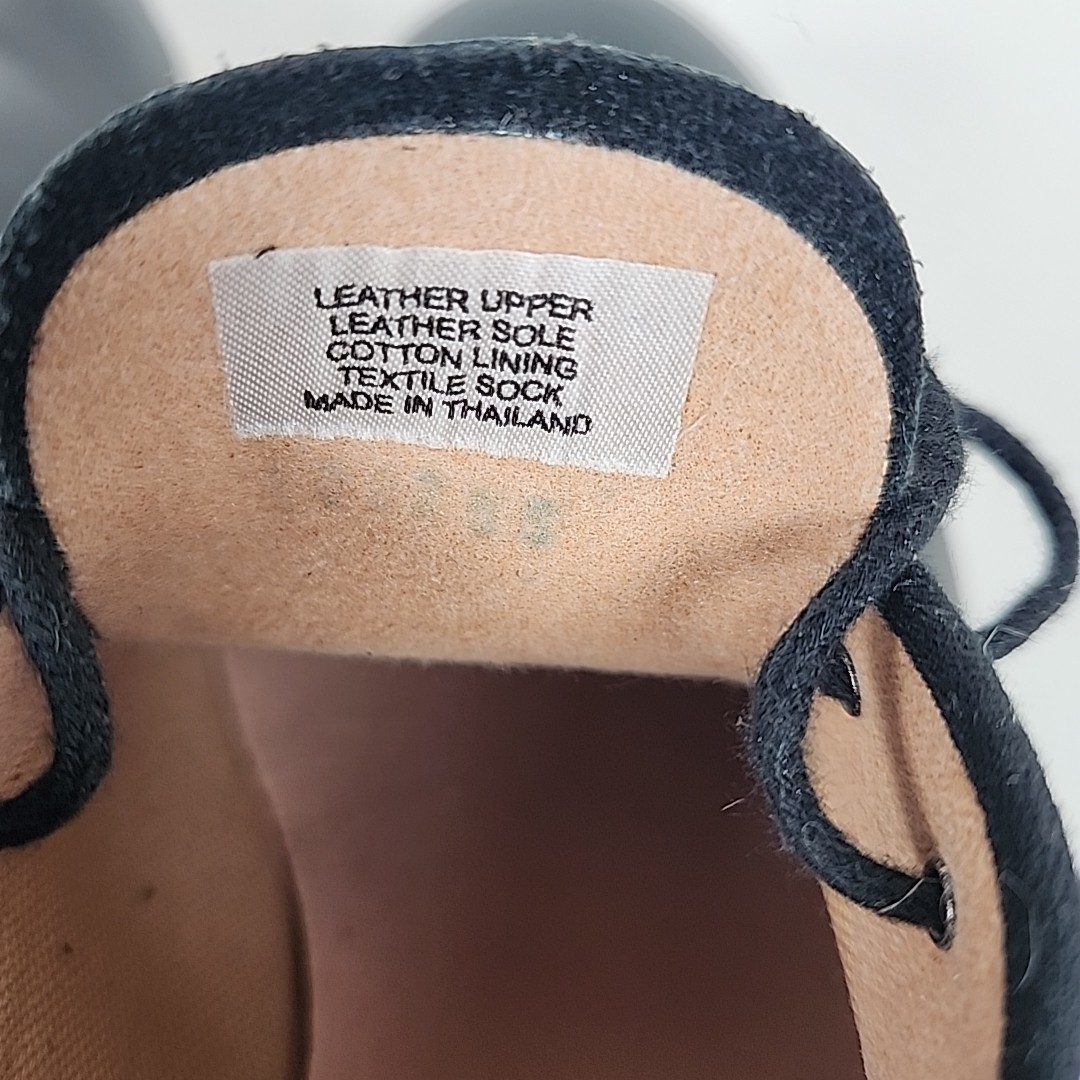 LEATHER UPPER
LEATHER SOLE
COTTON LINING
TEXTILE SOCK
MADE IN THAILAND